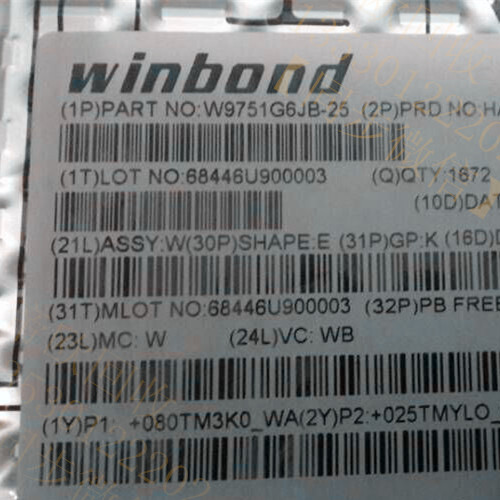 winbond
(1P)PART NO:W9751G6JB-25 (2P)PRD NO:HA
(1T)LOT NO:68446U900003 (Q)QTY:1672
(10D)DAT
(21L)ASSY:W(30P)SHAPE:E (31P)GP:K (16D)D
(31T)MLOT NO:68446U900003 (32P)PB FREE
(23L)MC: W (24L)VC: WB
(1Y)P1: +080TM3K0_WA(2Y)P2:+025TMYLO_